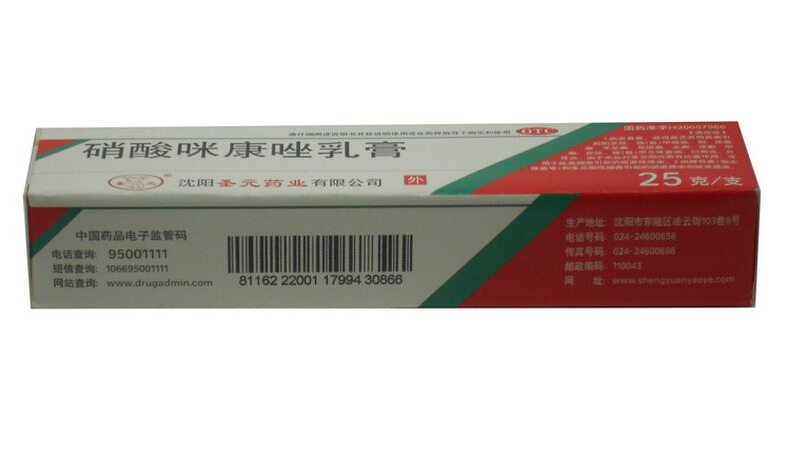 请仔细阅读说明书并按说明使用或在药师指导下购买和使用
OTC
国药准字H20057966
硝酸咪康唑乳膏
沈阳圣元药业有限公司
外
25克/支
中国药品电子监管码
电话查询: 95001111
短信查询: 106695001111
网站查询: www.drugadmin.com
81162 22001 17994 30866
生产地址: 沈阳市东陵区凌云街103巷9号
电话号码: 024-24600658
传真号码: 024-24600698
邮政编码: 110043
网 址: www.shengyuanyaoye.com